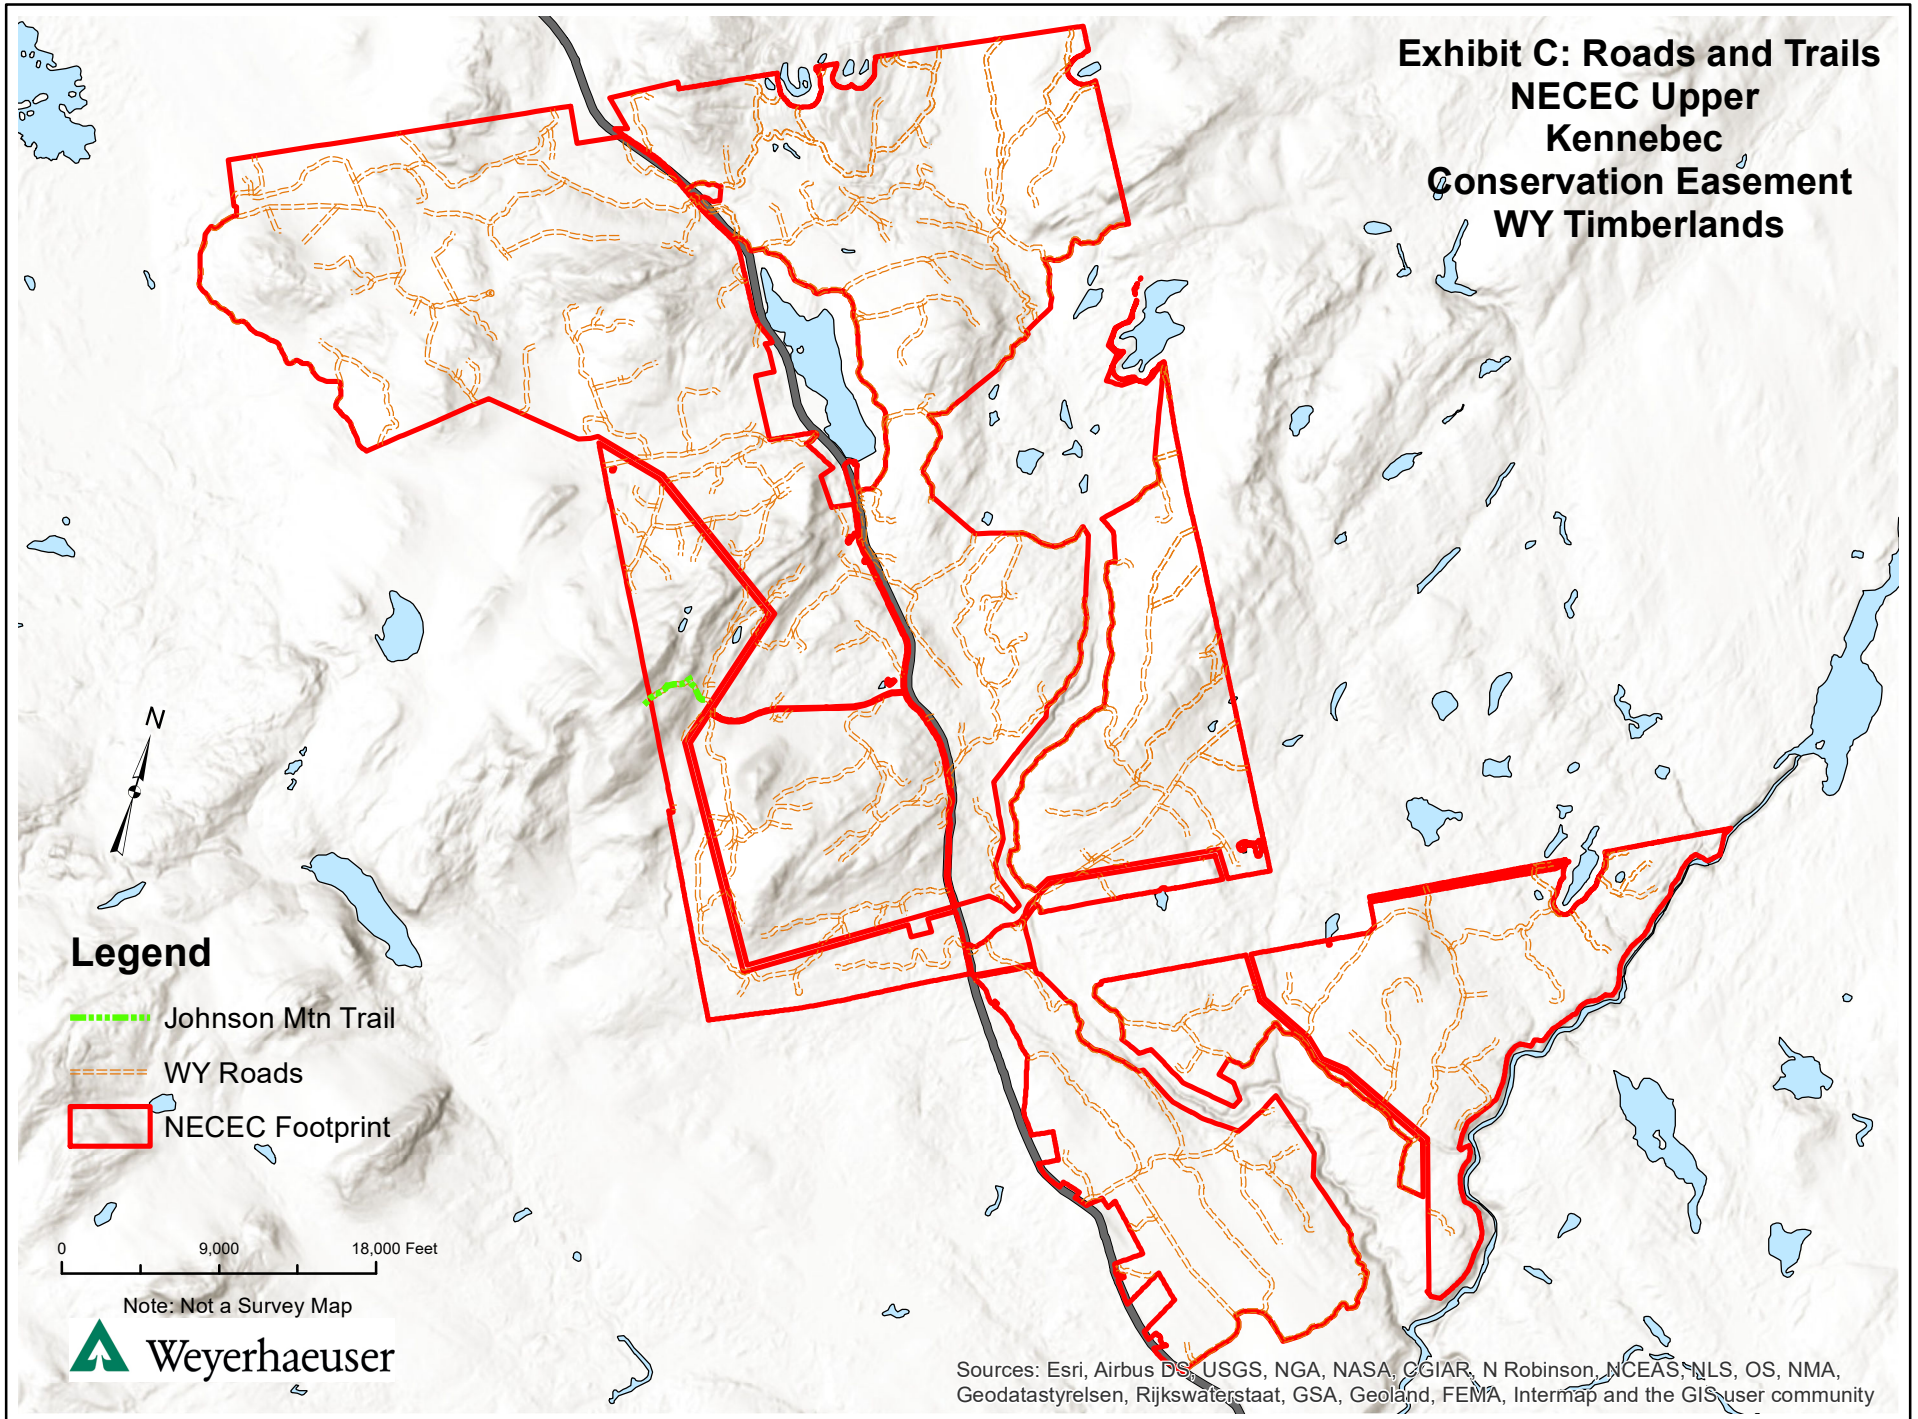 Exhibit C: Roads and Trails
NECEC Upper
Kennebec
Conservation Easement
WY Timberlands
N
Legend
Johnson Mtn Trail
WY Roads
NECEC Footprint
0 9,000 18,000 Feet
Note: Not a Survey Map
Weyerhaeuser
Sources: Esri, Airbus DS, USGS, NGA, NASA, CGIAR, N Robinson, NCEAS, NLS, OS, NMA,
Geodatastyrelsen, Rijkswaterstaat, GSA, Geoland, FEMA, Intermap and the GIS user community